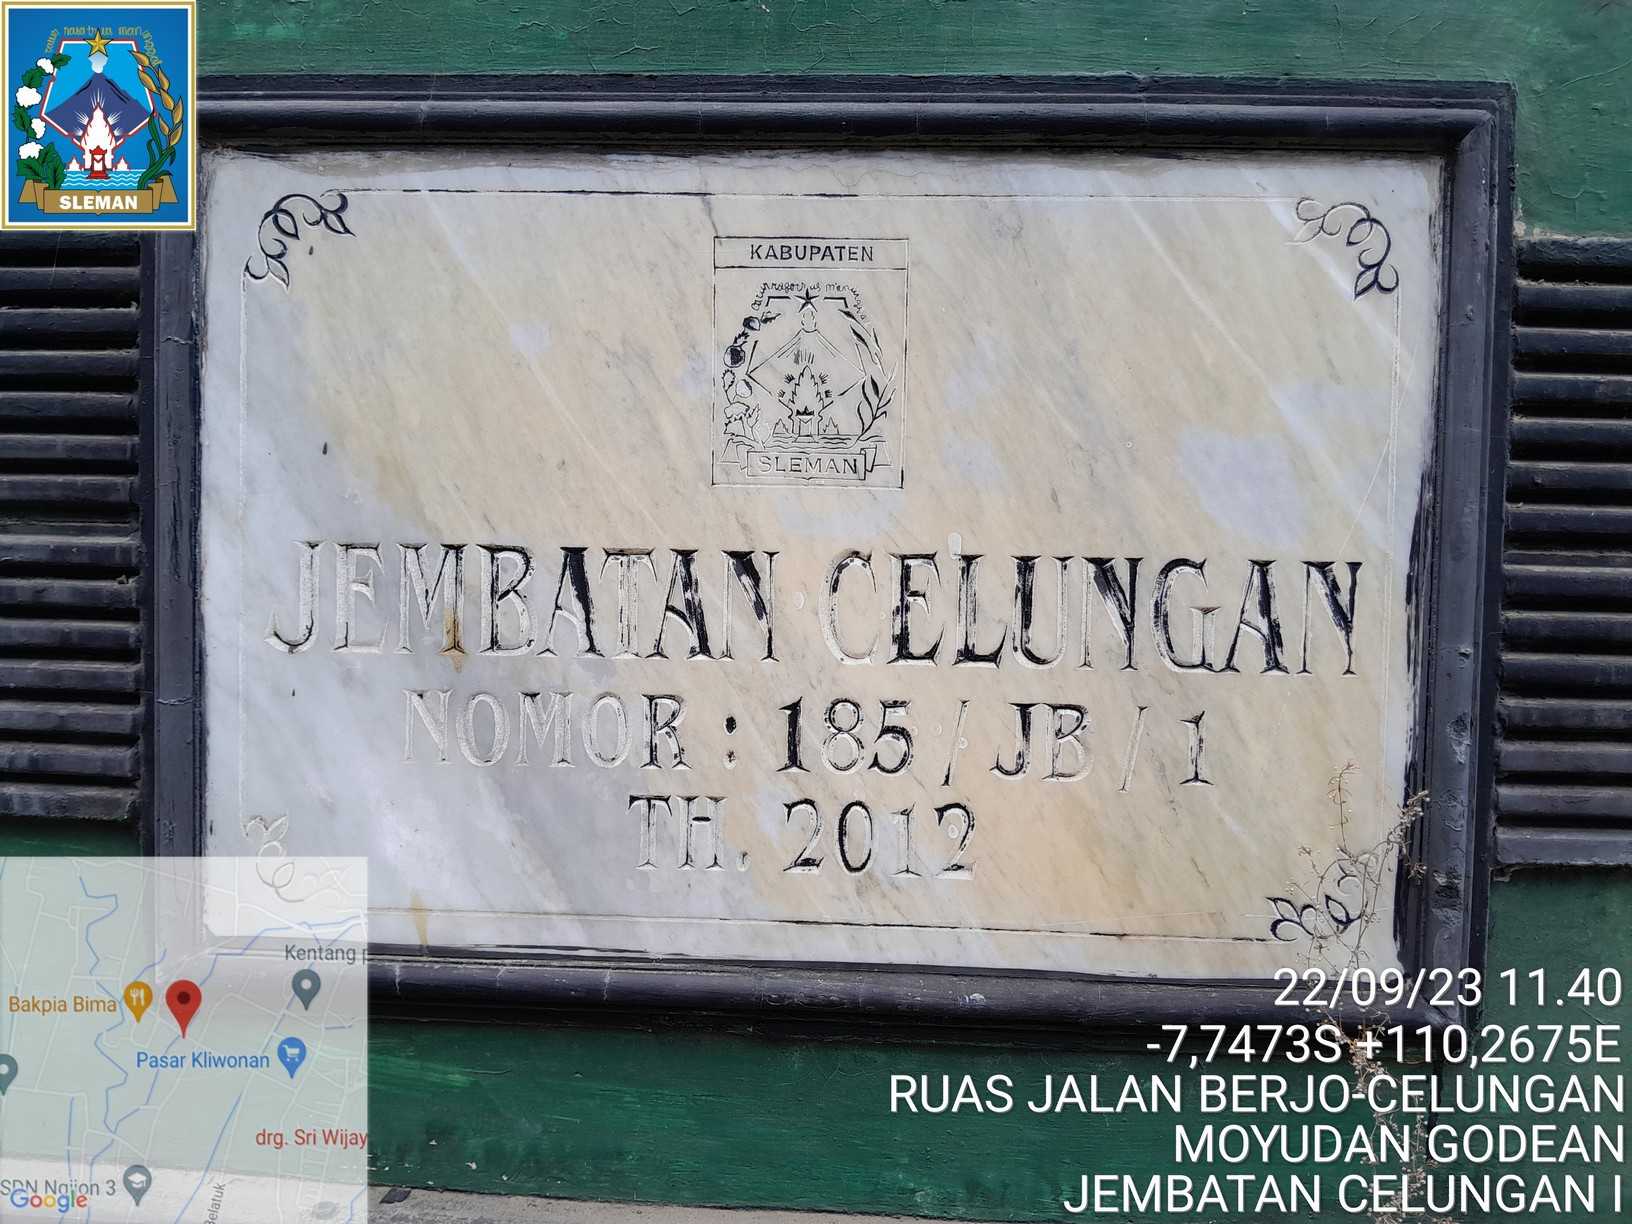 SLEMAN
KABUPATEN
SLEMAN
JEMBATAN CELUNGAN
NOMOR : 185 / JB / 1
TH. 2012
Kentang
Bakpia Bima
Pasar Kliwonan
drg. Sri Wijay
SDN Ngijon 3
Google
22/09/23 11.40
-7,7473S +110,2675E
RUAS JALAN BERJO-CELUNGAN
MOYUDAN GODEAN
JEMBATAN CELUNGAN I